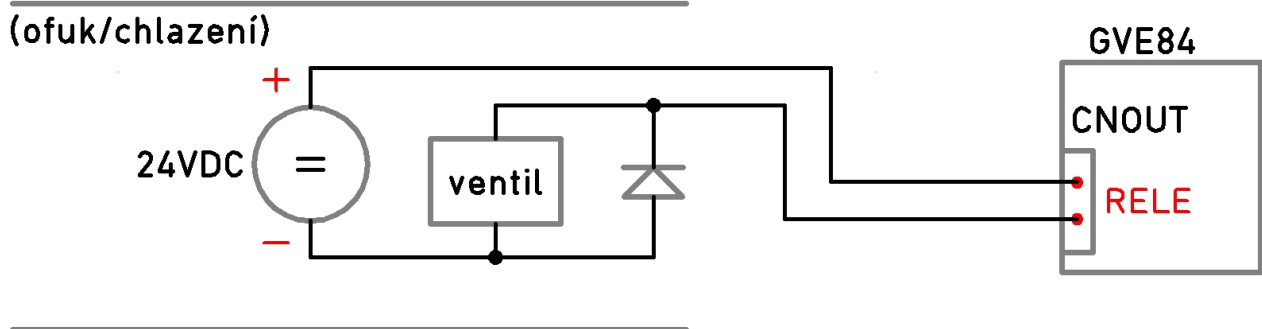 (ofuk/chlazení)
GVE84
+
CNOUT
24VDC
=
ventil
RELE
−